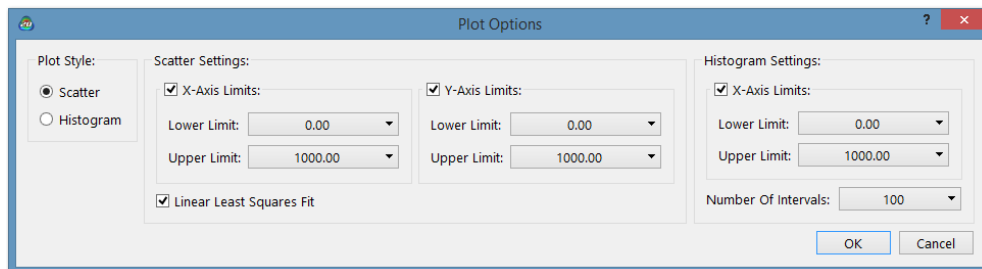 Plot Options
?
Plot Style:
Scatter
Histogram
Scatter Settings:
X-Axis Limits:
Lower Limit: 0.00
Upper Limit: 1000.00
Y-Axis Limits:
Lower Limit: 0.00
Upper Limit: 1000.00
Linear Least Squares Fit
Histogram Settings:
X-Axis Limits:
Lower Limit: 0.00
Upper Limit: 1000.00
Number Of Intervals: 100
OK Cancel